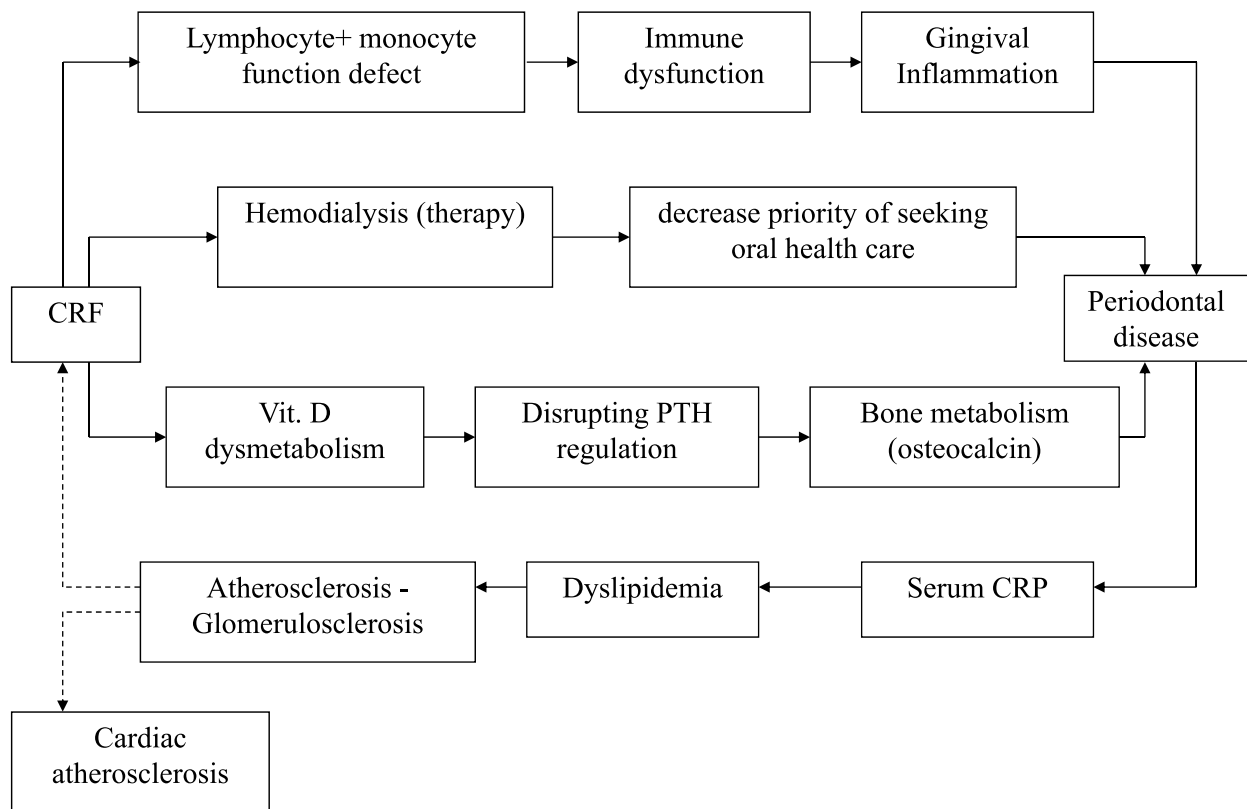 Lymphocyte+ monocyte
function defect
Immune
dysfunction
Gingival
Inflammation
Hemodialysis (therapy)
decrease priority of seeking
oral health care
CRF
Periodontal
disease
Vit. D
dysmetabolism
Disrupting PTH
regulation
Bone metabolism
(osteocalcin)
Atherosclerosis -
Glomerulosclerosis
Dyslipidemia
Serum CRP
Cardiac
atherosclerosis